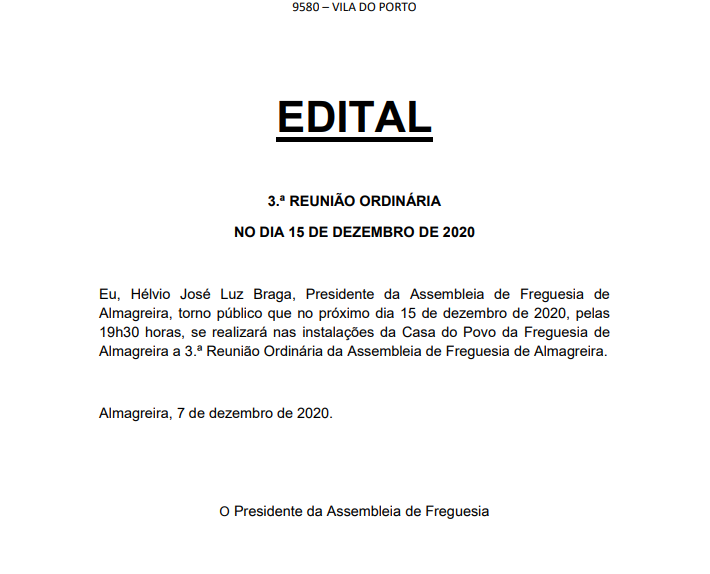 9580 – VILA DO PORTO
EDITAL
3.ª REUNIÃO ORDINÁRIA
NO DIA 15 DE DEZEMBRO DE 2020
Eu, Hélvio José Luz Braga, Presidente da Assembleia de Freguesia de
Almagreira, torno público que no próximo dia 15 de dezembro de 2020, pelas
19h30 horas, se realizará nas instalações da Casa do Povo da Freguesia de
Almagreira a 3.ª Reunião Ordinária da Assembleia de Freguesia de Almagreira.
Almagreira, 7 de dezembro de 2020.
O Presidente da Assembleia de Freguesia